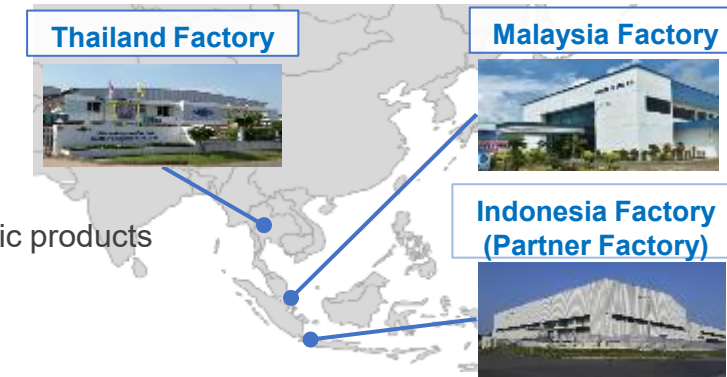 Thailand Factory
Malaysia Factory
ic products
Indonesia Factory
(Partner Factory)